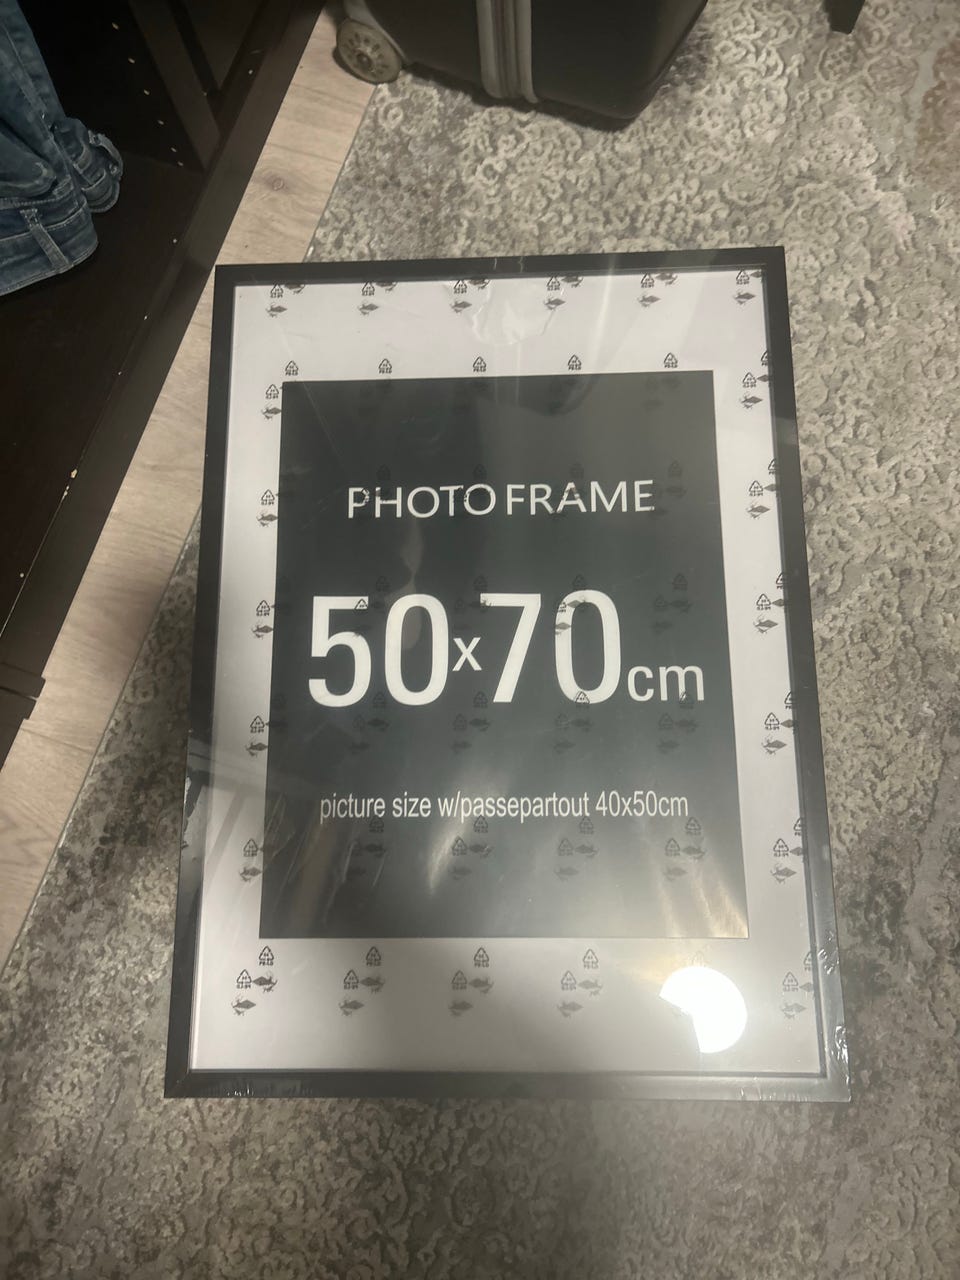 PHOTO FRAME
50x70cm
picture size w/passepartout 40x50cm